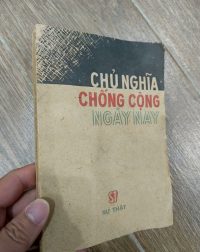 CHỦ NGHĨA
CHỐNG CỘNG
NGÀY NAY
SỰ THẬT